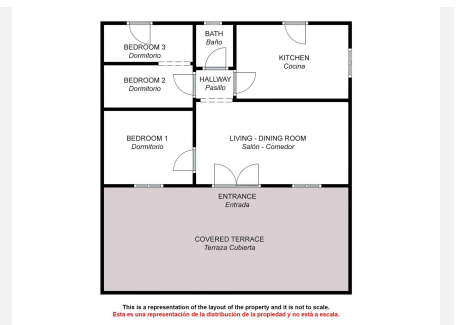 BATH
Baño
BEDROOM 3
Dormitorio
KITCHEN
Cocina
BEDROOM 2
Dormitorio
HALLWAY
Pasillo
BEDROOM 1
Dormitorio
LIVING - DINING ROOM
Salón - Comedor
ENTRANCE
Entrada
COVERED TERRACE
Terraza Cubierta
This is a representation of the layout of the property and it is not to scale.
Esta es una representación de la distribución de la propiedad y no está a escala.